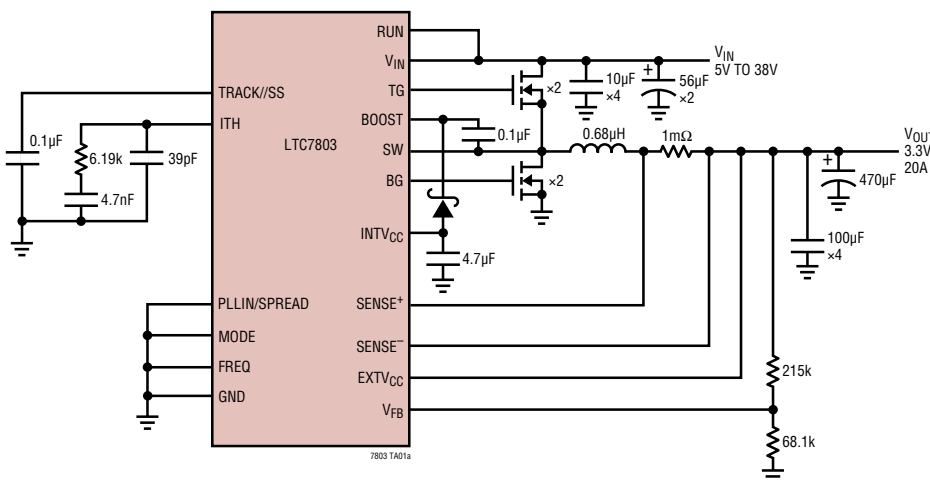 RUN
V_IN
TG
BOOST
SW
BG
INTV_CC
SENSE+
SENSE−
EXTV_CC
V_FB
TRACK//SS
ITH
LTC7803
PLLIN/SPREAD
MODE
FREQ
GND
0.1µF
6.19k
39pF
4.7nF
V_IN
5V TO 38V
×2
10µF
×4
56µF
×2
0.1µF
0.68µH
1mΩ
V_OUT
3.3V
20A
×2
470µF
100µF
×4
4.7µF
215k
68.1k
7803 TA01a
+
+